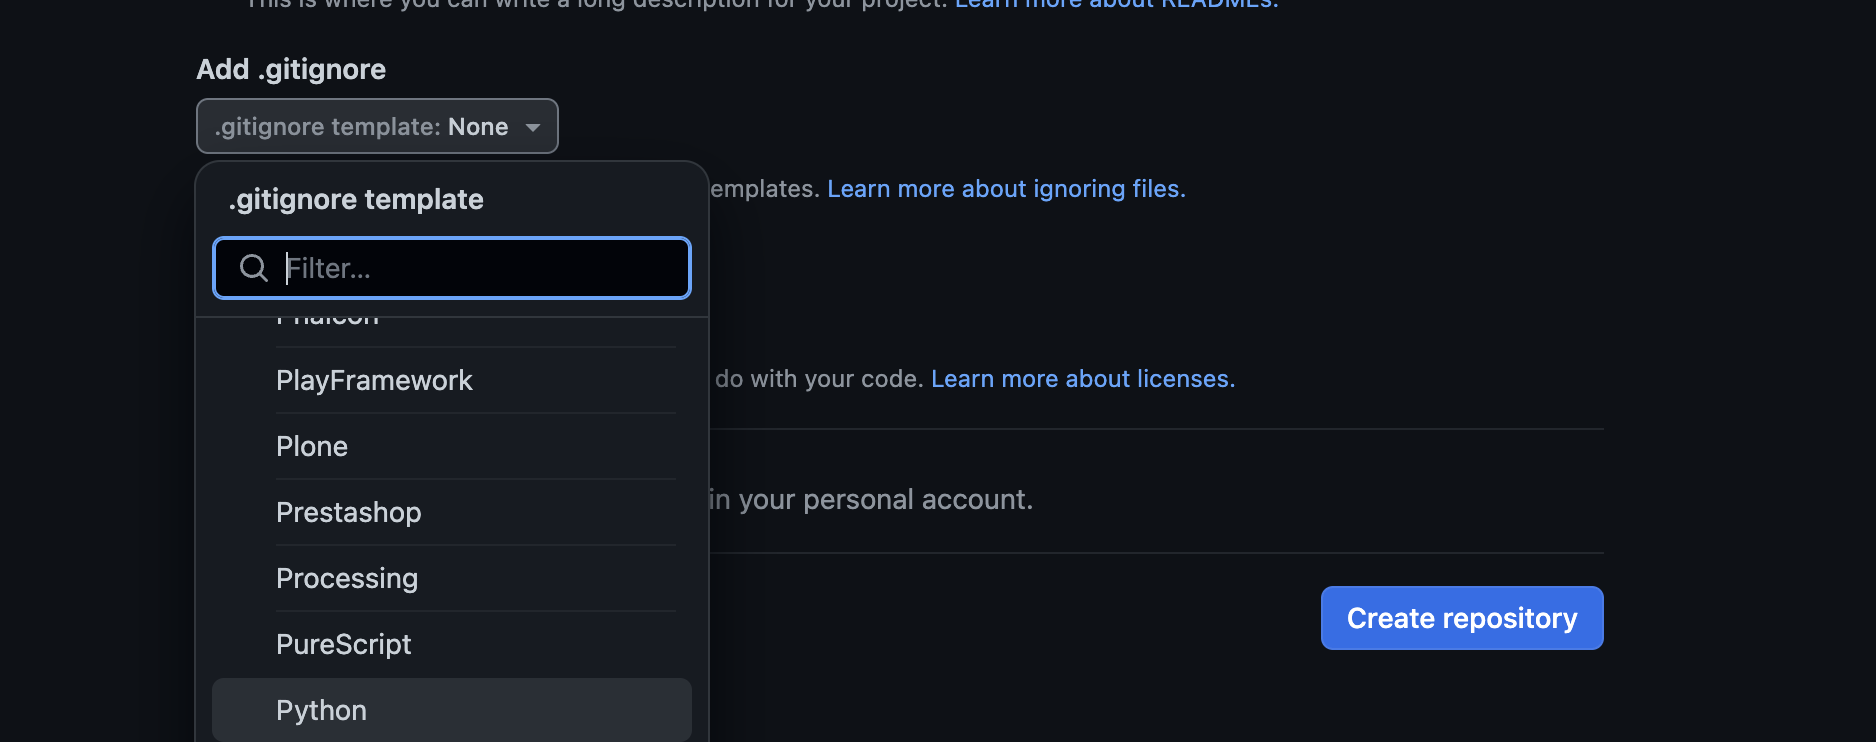 This is where you can write a long description for your project. Learn more about READMEs.
Add .gitignore
.gitignore template: None
.gitignore template
emplates. Learn more about ignoring files.
Filter...
Phalcon
PlayFramework
do with your code. Learn more about licenses.
Plone
in your personal account.
Prestashop
Processing
Create repository
PureScript
Python